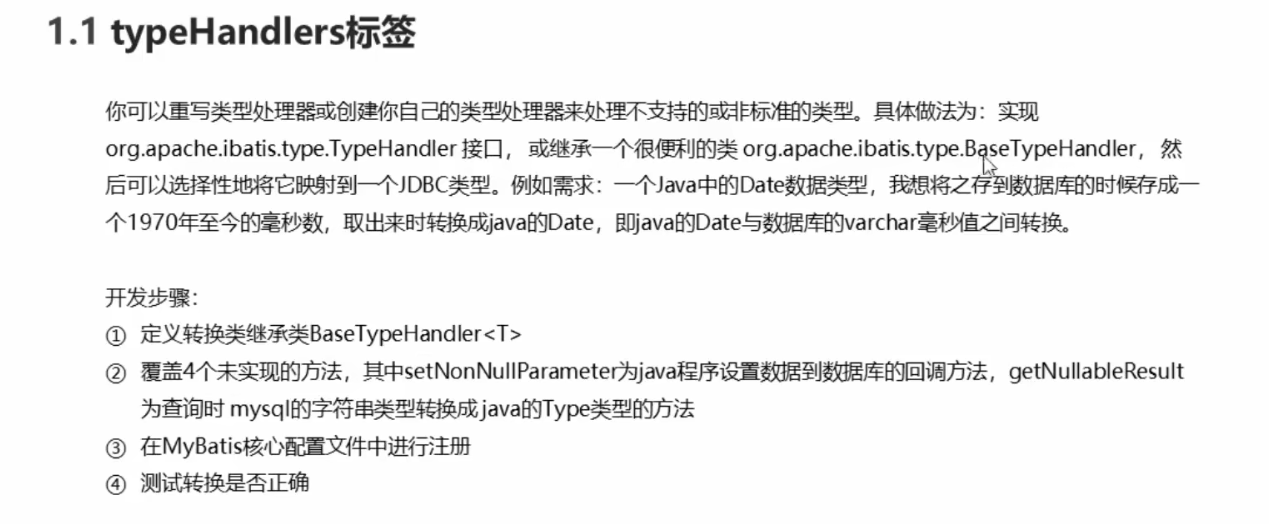 1.1 typeHandlers标签
你可以重写类型处理器或创建你自己的类型处理器来处理不支持的或非标准的类型。具体做法为：实现
org.apache.ibatis.type.TypeHandler 接口， 或继承一个很便利的类 org.apache.ibatis.type.BaseTypeHandler， 然
后可以选择性地将它映射到一个JDBC类型。例如需求：一个Java中的Date数据类型，我想将之存到数据库的时候存成一
个1970年至今的毫秒数，取出来时转换成java的Date，即java的Date与数据库的varchar毫秒值之间转换。
开发步骤：
① 定义转换类继承类BaseTypeHandler<T>
② 覆盖4个未实现的方法，其中setNonNullParameter为java程序设置数据到数据库的回调方法，getNullableResult
为查询时 mysql的字符串类型转换成 java的Type类型的方法
③ 在MyBatis核心配置文件中进行注册
④ 测试转换是否正确